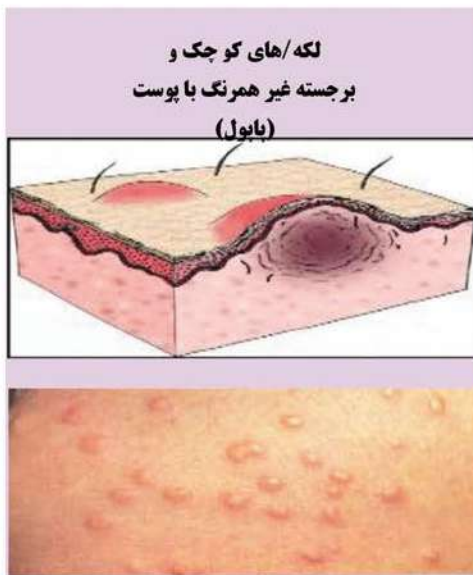 لکه /های کو چک و
برجسته غیر همرنگ با پوست
(پاپول)